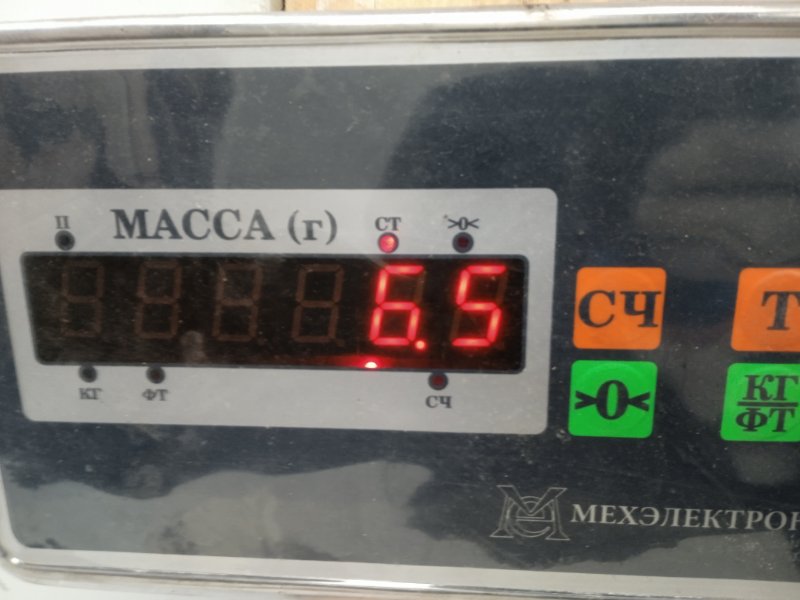 П МАССА (г) СТ >0<
6.5
КГ ФТ СЧ
СЧ Т
>0< КГ/ФТ
МЕХЭЛЕКТРОН